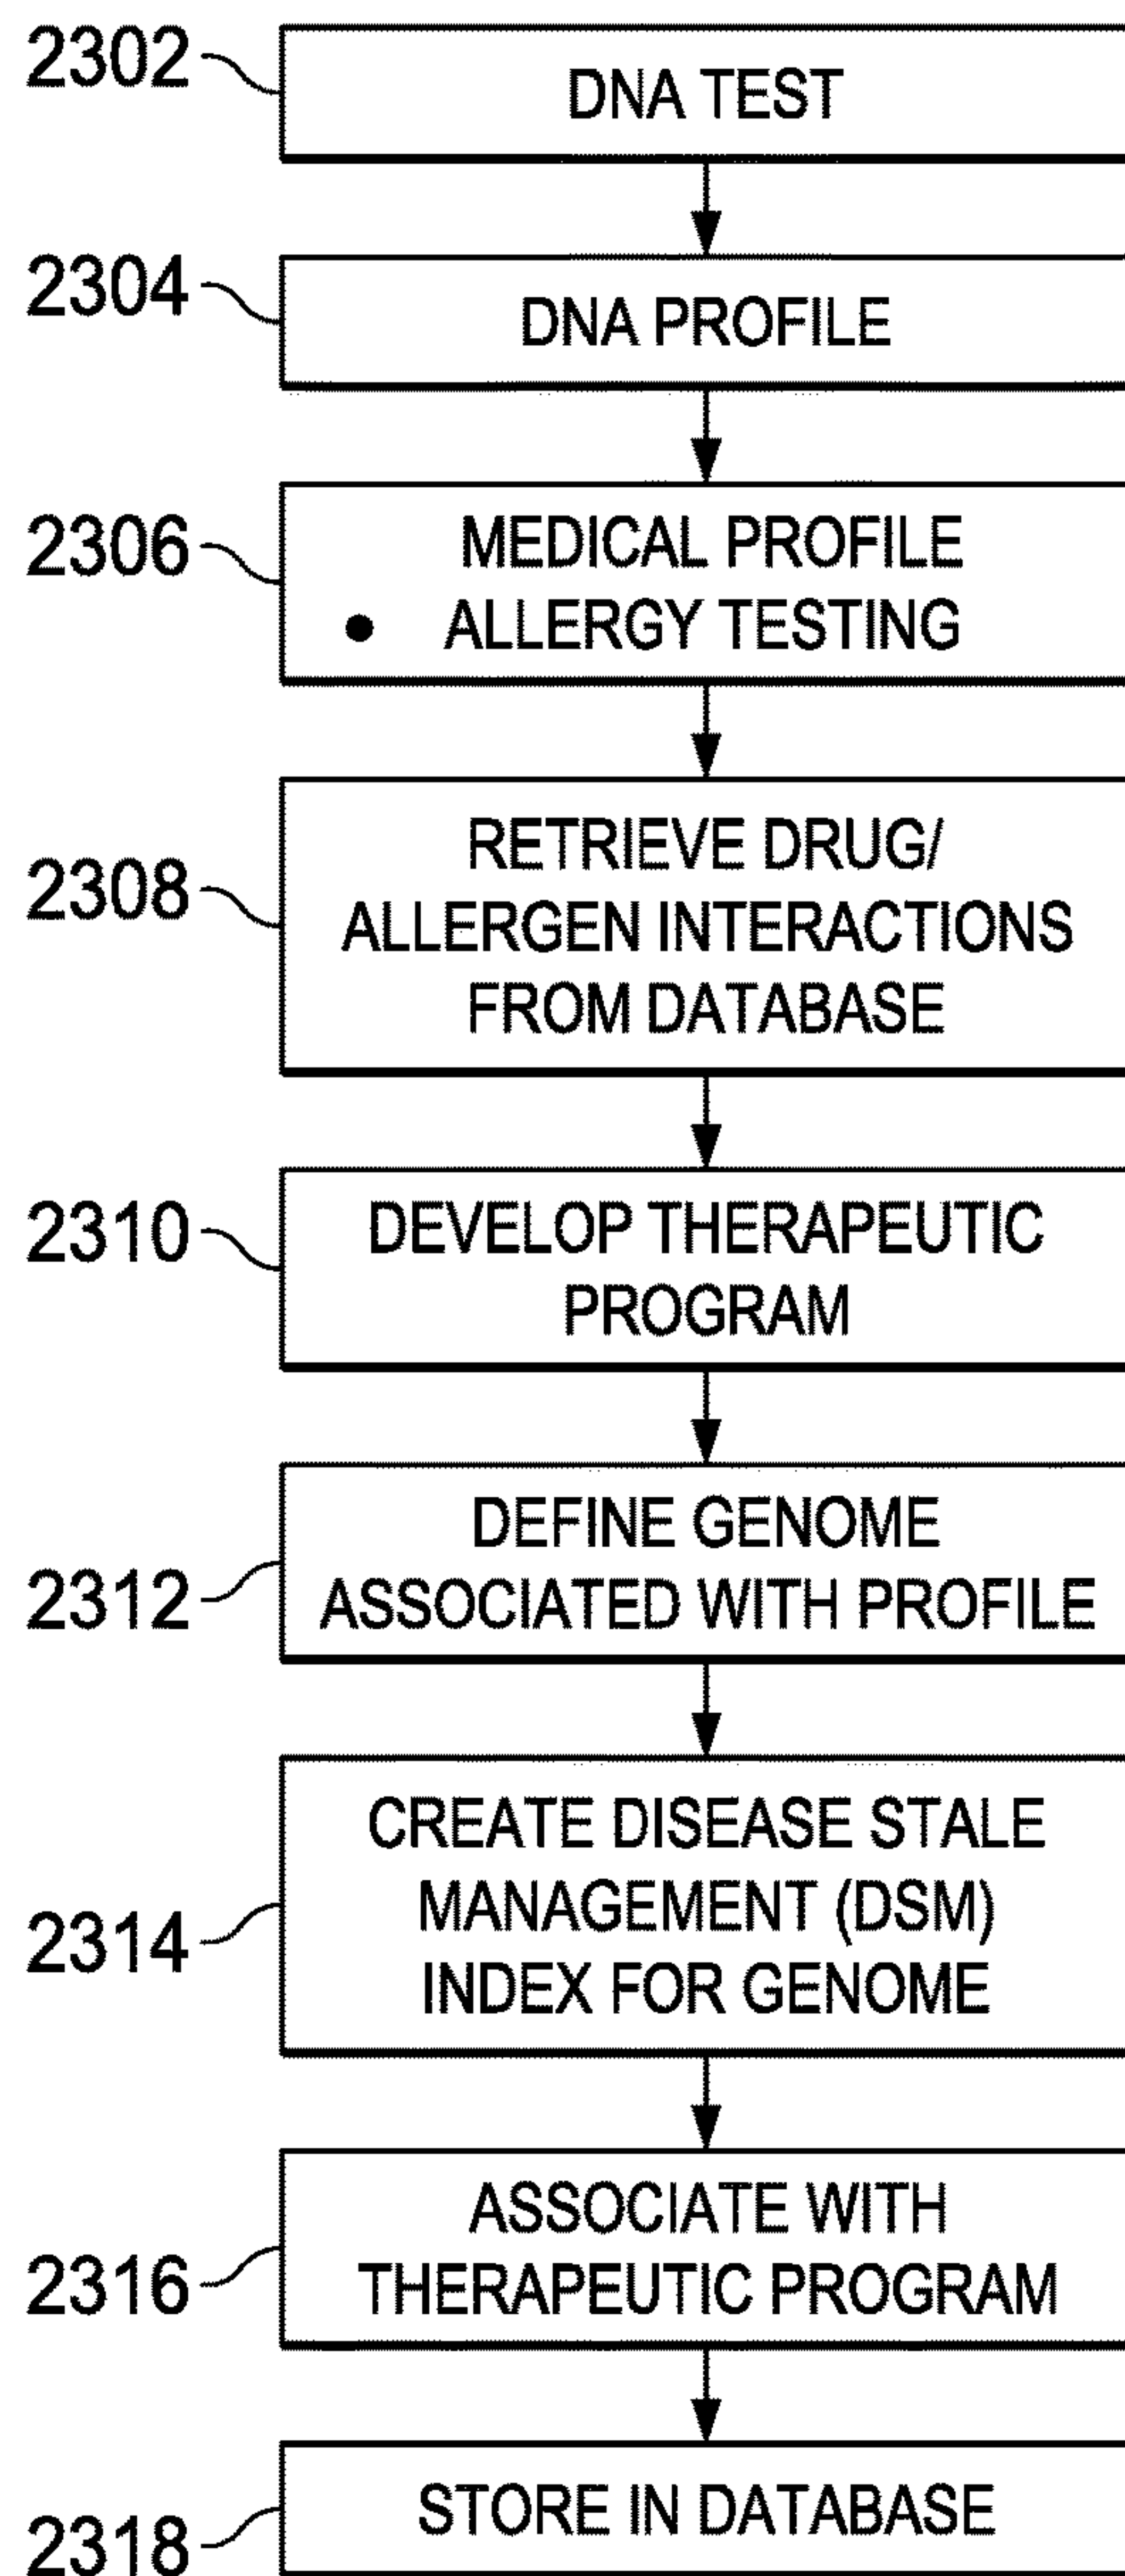 2302
DNA TEST
2304
DNA PROFILE
2306
MEDICAL PROFILE
• ALLERGY TESTING
2308
RETRIEVE DRUG/
ALLERGEN INTERACTIONS
FROM DATABASE
2310
DEVELOP THERAPEUTIC
PROGRAM
2312
DEFINE GENOME
ASSOCIATED WITH PROFILE
2314
CREATE DISEASE STALE
MANAGEMENT (DSM)
INDEX FOR GENOME
2316
ASSOCIATE WITH
THERAPEUTIC PROGRAM
2318
STORE IN DATABASE